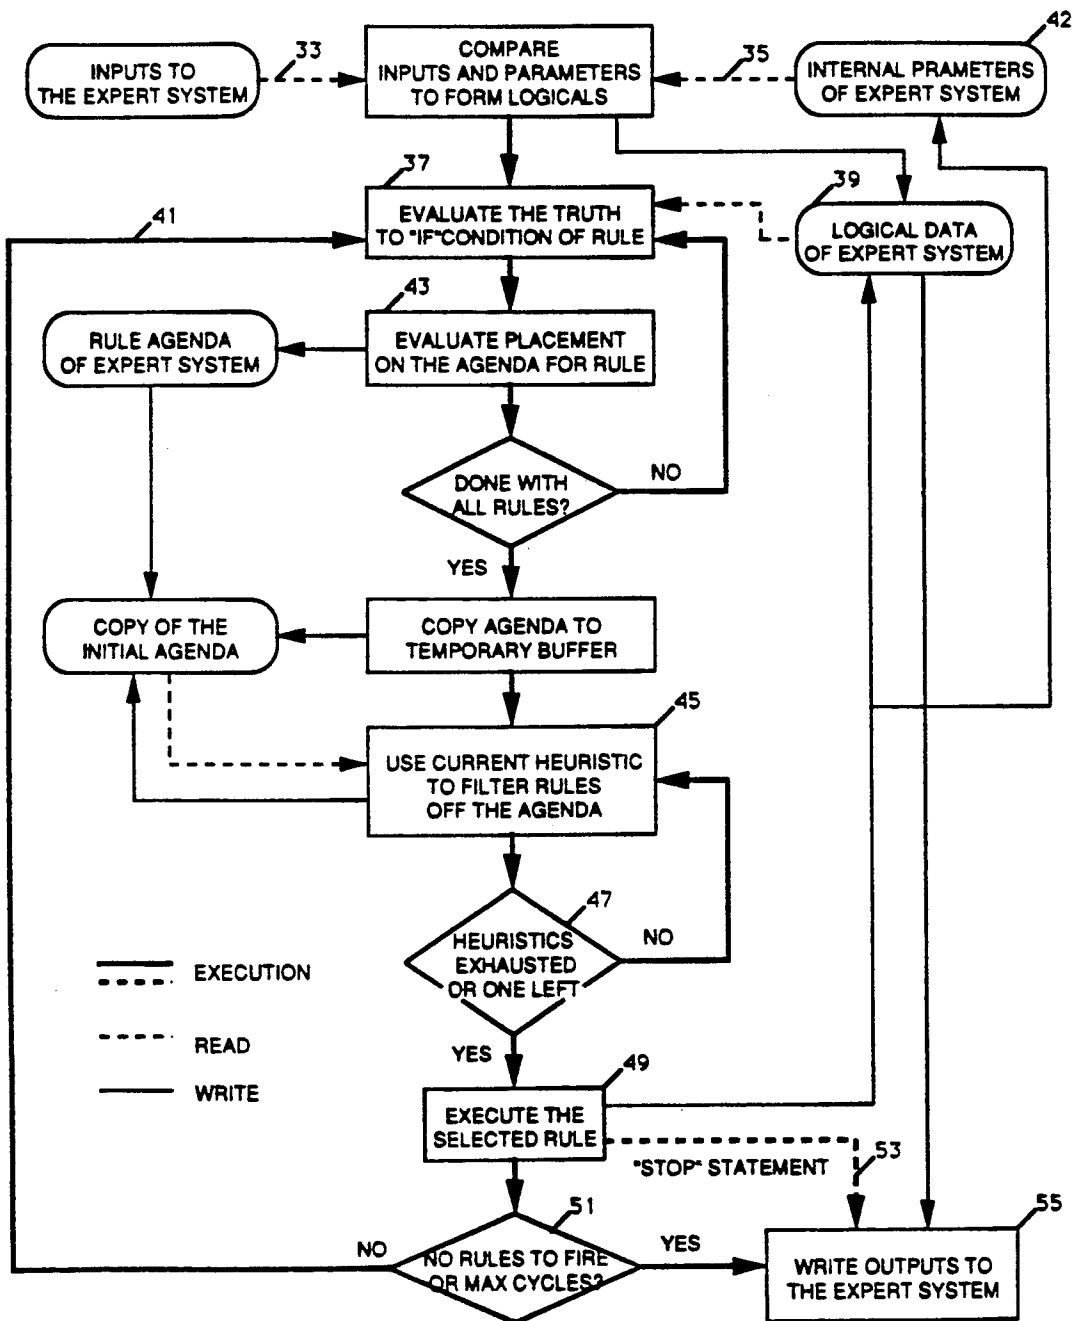 33
INPUTS TO
THE EXPERT SYSTEM
COMPARE
INPUTS AND PARAMETERS
TO FORM LOGICALS
35
42
INTERNAL PRAMETERS
OF EXPERT SYSTEM
37
EVALUATE THE TRUTH
TO "IF"CONDITION OF RULE
39
LOGICAL DATA
OF EXPERT SYSTEM
41
43
RULE AGENDA
OF EXPERT SYSTEM
EVALUATE PLACEMENT
ON THE AGENDA FOR RULE
DONE WITH
ALL RULES?
NO
YES
COPY OF THE
INITIAL AGENDA
COPY AGENDA TO
TEMPORARY BUFFER
45
USE CURRENT HEURISTIC
TO FILTER RULES
OFF THE AGENDA
47
HEURISTICS
EXHAUSTED
OR ONE LEFT
NO
EXECUTION
READ
WRITE
YES
49
EXECUTE THE
SELECTED RULE
"STOP" STATEMENT
53
51
NO
NO RULES TO FIRE
OR MAX CYCLES?
YES
55
WRITE OUTPUTS TO
THE EXPERT SYSTEM